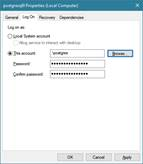 postgresql9 Properties (Local Computer)
General Log On Recovery Dependencies
Log on as:
Local System account
Allow service to interact with desktop
This account: .\postgres Browse...
Password:
Confirm password:
OK Cancel Apply